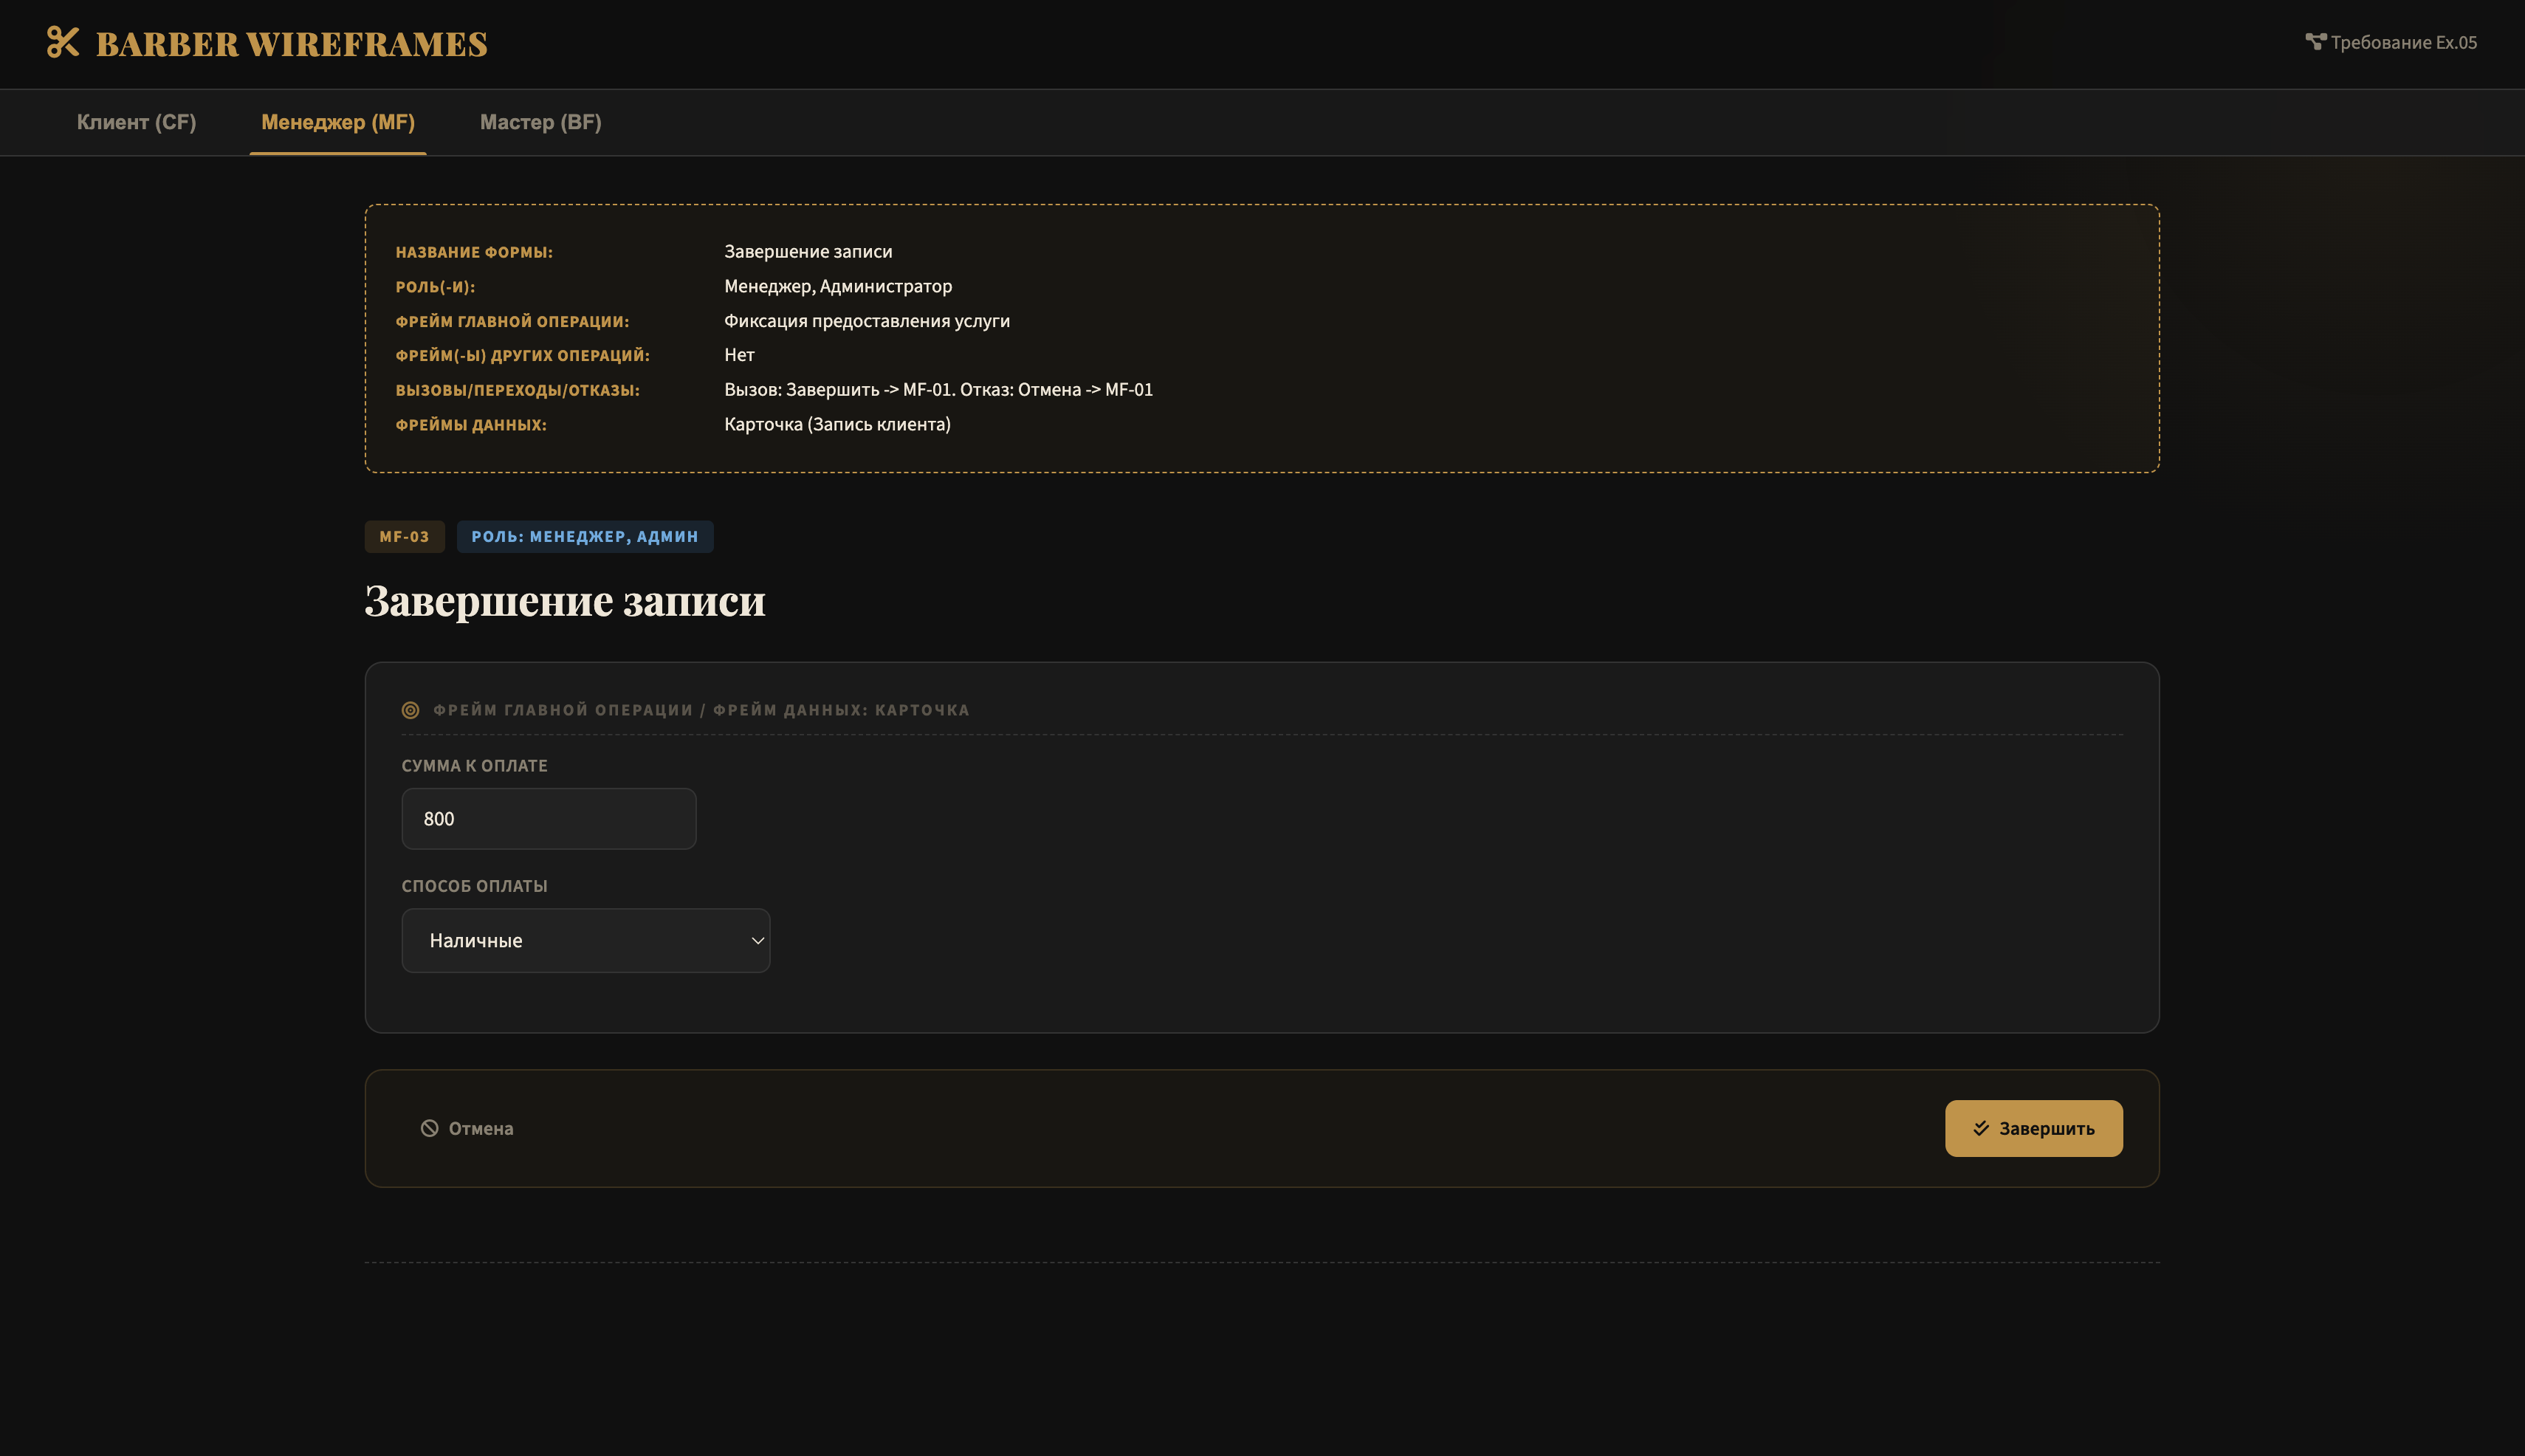 BARBER WIREFRAMES
Требование Ex.05
Клиент (CF)
Менеджер (MF)
Мастер (BF)
НАЗВАНИЕ ФОРМЫ: Завершение записи
РОЛЬ(-И): Менеджер, Администратор
ФРЕЙМ ГЛАВНОЙ ОПЕРАЦИИ: Фиксация предоставления услуги
ФРЕЙМ(-Ы) ДРУГИХ ОПЕРАЦИЙ: Нет
ВЫЗОВЫ/ПЕРЕХОДЫ/ОТКАЗЫ: Вызов: Завершить -> MF-01. Отказ: Отмена -> MF-01
ФРЕЙМЫ ДАННЫХ: Карточка (Запись клиента)
MF-03
РОЛЬ: МЕНЕДЖЕР, АДМИН
Завершение записи
ФРЕЙМ ГЛАВНОЙ ОПЕРАЦИИ / ФРЕЙМ ДАННЫХ: КАРТОЧКА
СУММА К ОПЛАТЕ
800
СПОСОБ ОПЛАТЫ
Наличные
Отмена
Завершить